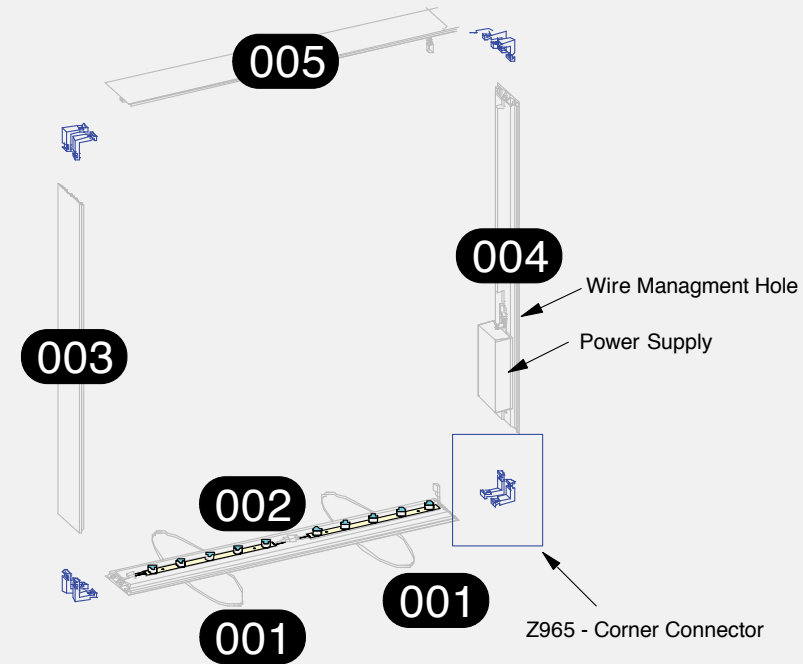 005
004
Wire Managment Hole
Power Supply
003
002
001
001
Z965 - Corner Connector